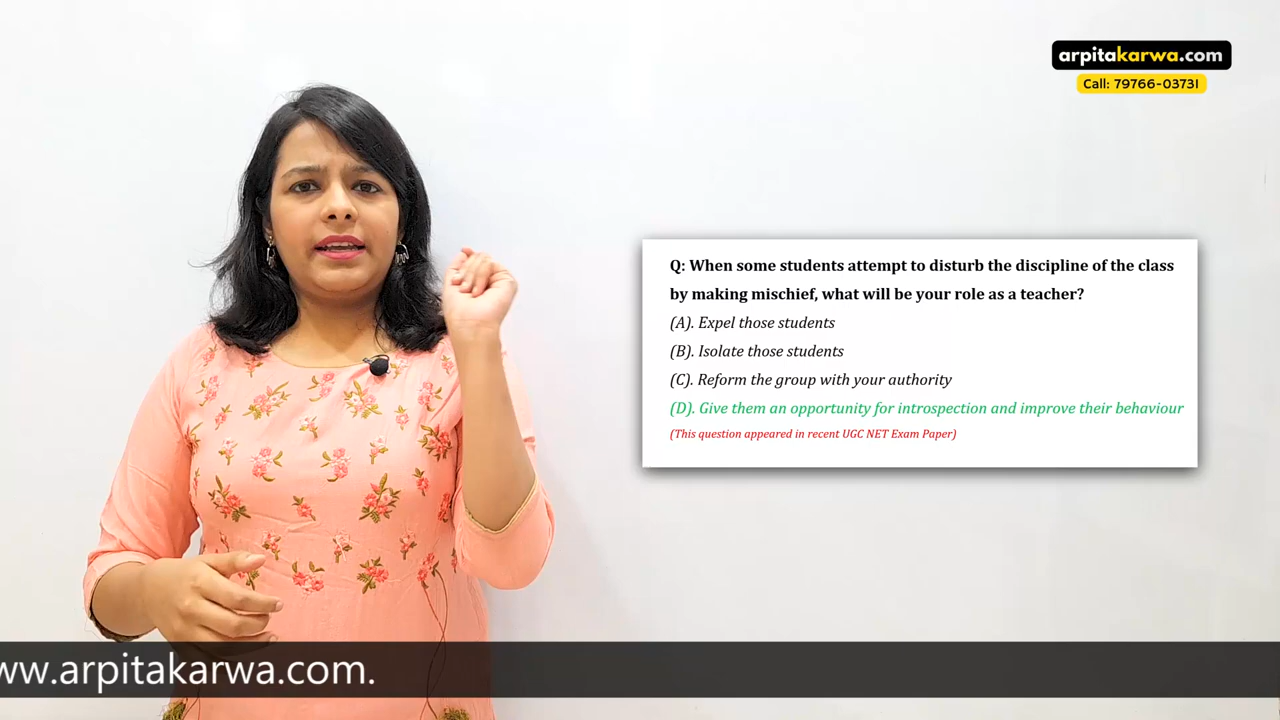 arpitakarwa.com
Call: 79766-03731
Q: When some students attempt to disturb the discipline of the class
by making mischief, what will be your role as a teacher?
(A). Expel those students
(B). Isolate those students
(C). Reform the group with your authority
(D). Give them an opportunity for introspection and improve their behaviour
(This question appeared in recent UGC NET Exam Paper)
ww.arpitakarwa.com.